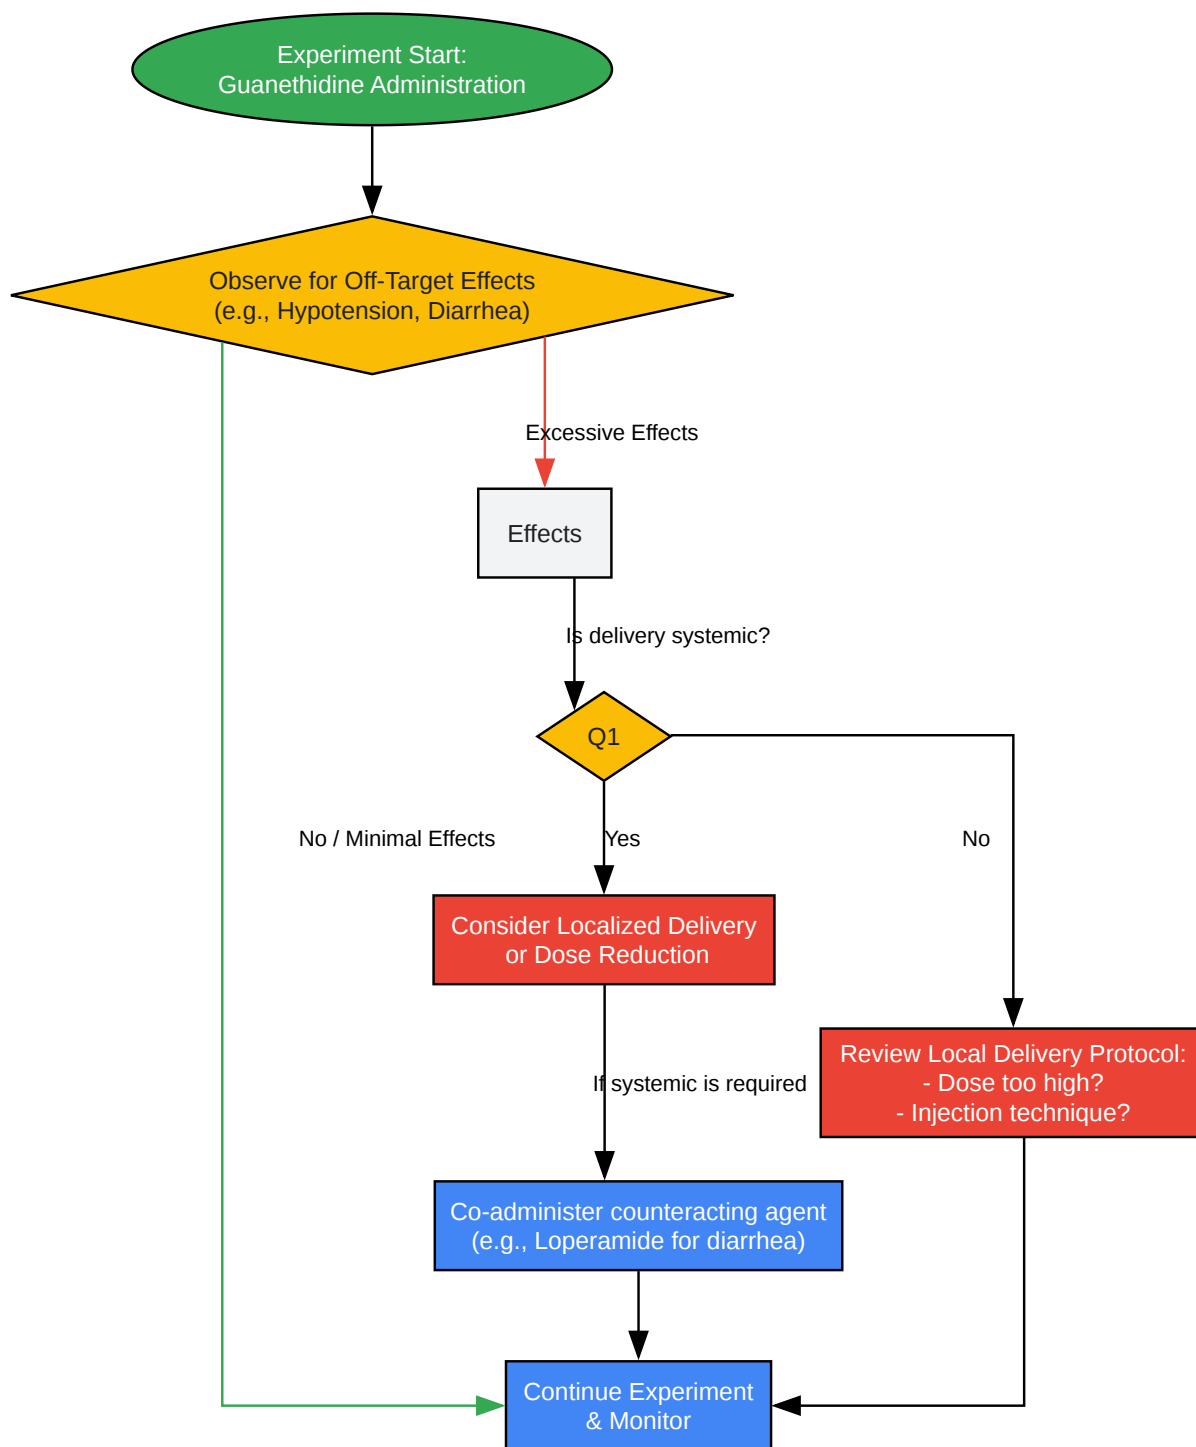 Experiment Start:
Guanethidine Administration
Observe for Off-Target Effects
(e.g., Hypotension, Diarrhea)
Excessive Effects
Effects
Is delivery systemic?
Q1
No / Minimal Effects
Yes
No
Consider Localized Delivery
or Dose Reduction
Review Local Delivery Protocol:
- Dose too high?
- Injection technique?
If systemic is required
Co-administer counteracting agent
(e.g., Loperamide for diarrhea)
Continue Experiment
& Monitor